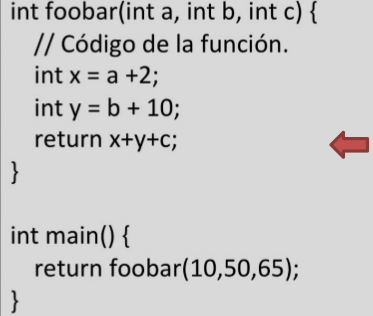 int foobar(int a, int b, int c) {
// Código de la función.
int x = a +2;
int y = b + 10;
return x+y+c;
}
int main() {
return foobar(10,50,65);
}